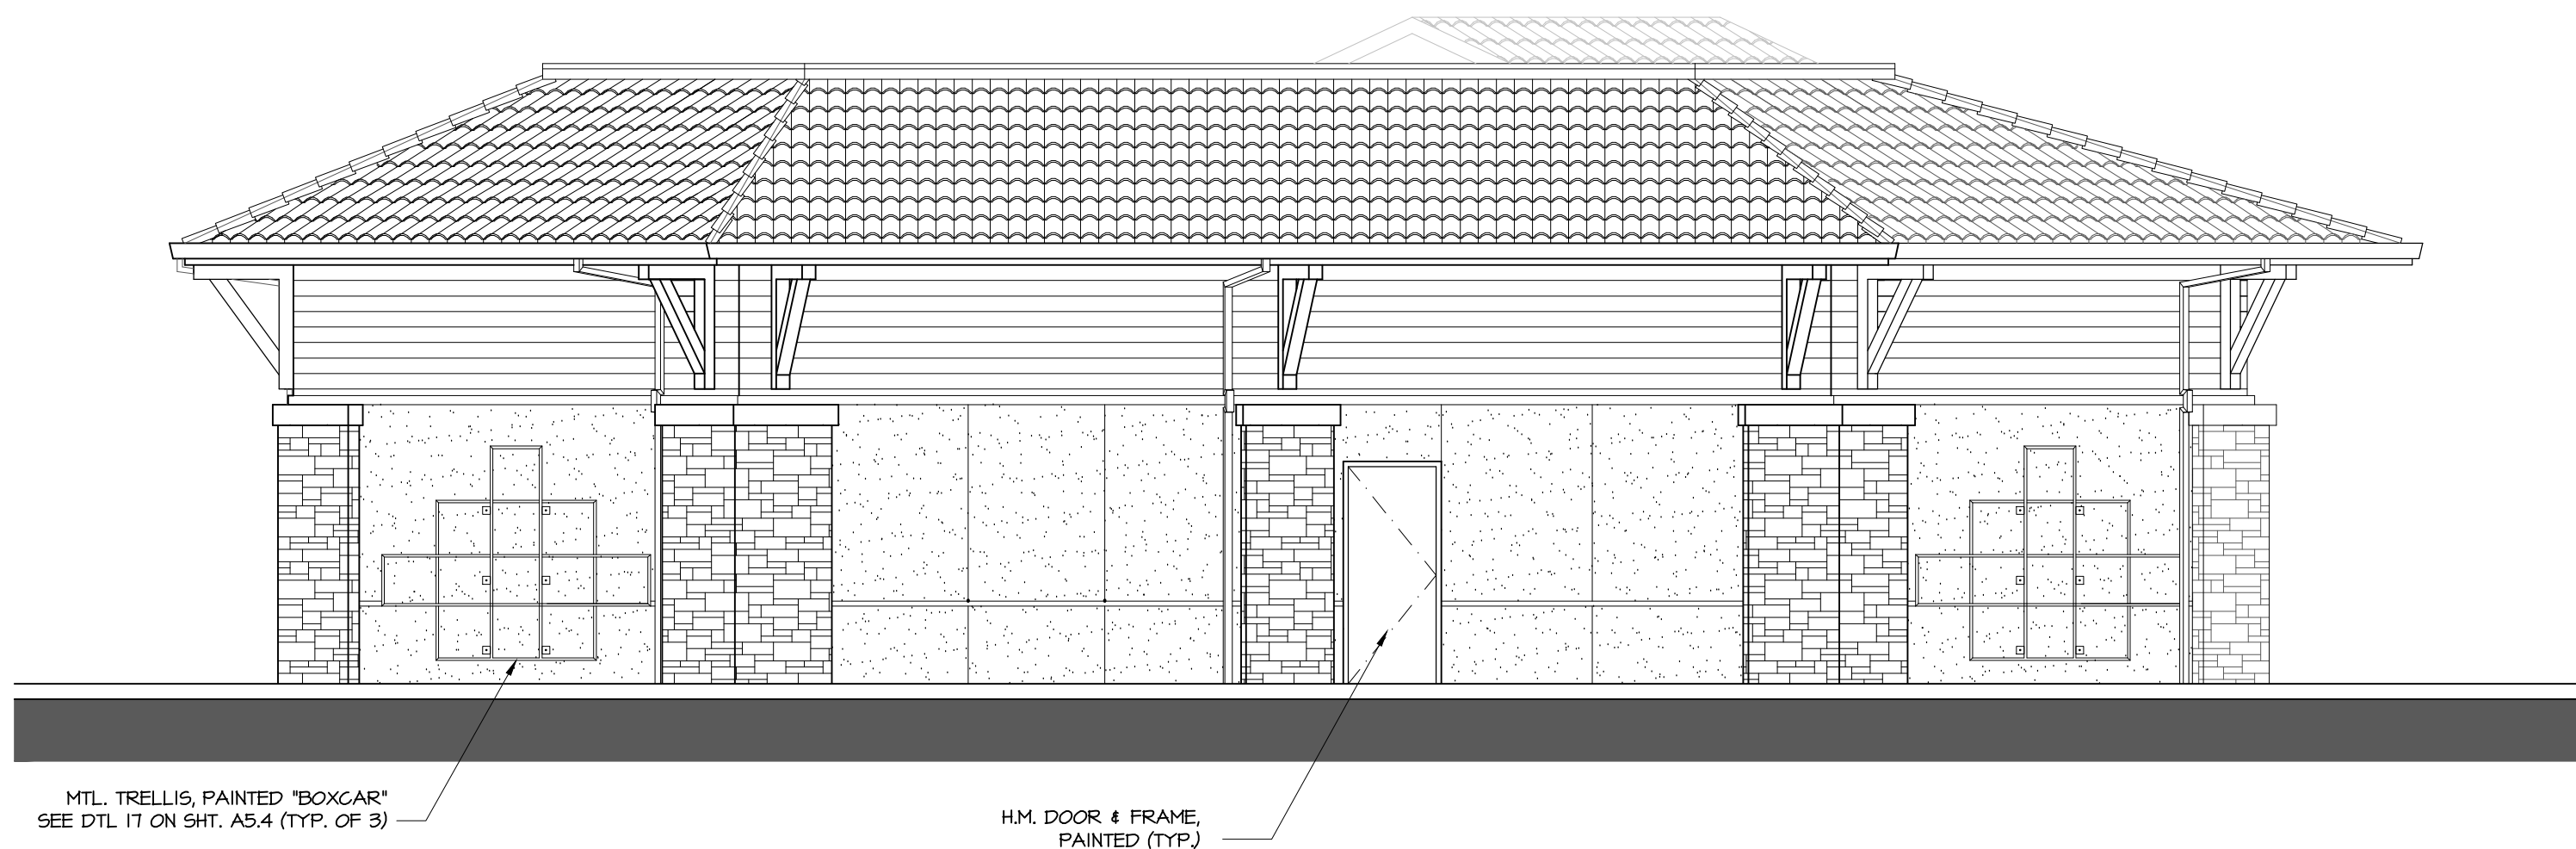 MTL. TRELLIS, PAINTED "BOXCAR"
SEE DTL 17 ON SHT. A5.4 (TYP. OF 3)
H.M. DOOR & FRAME,
PAINTED (TYP.)